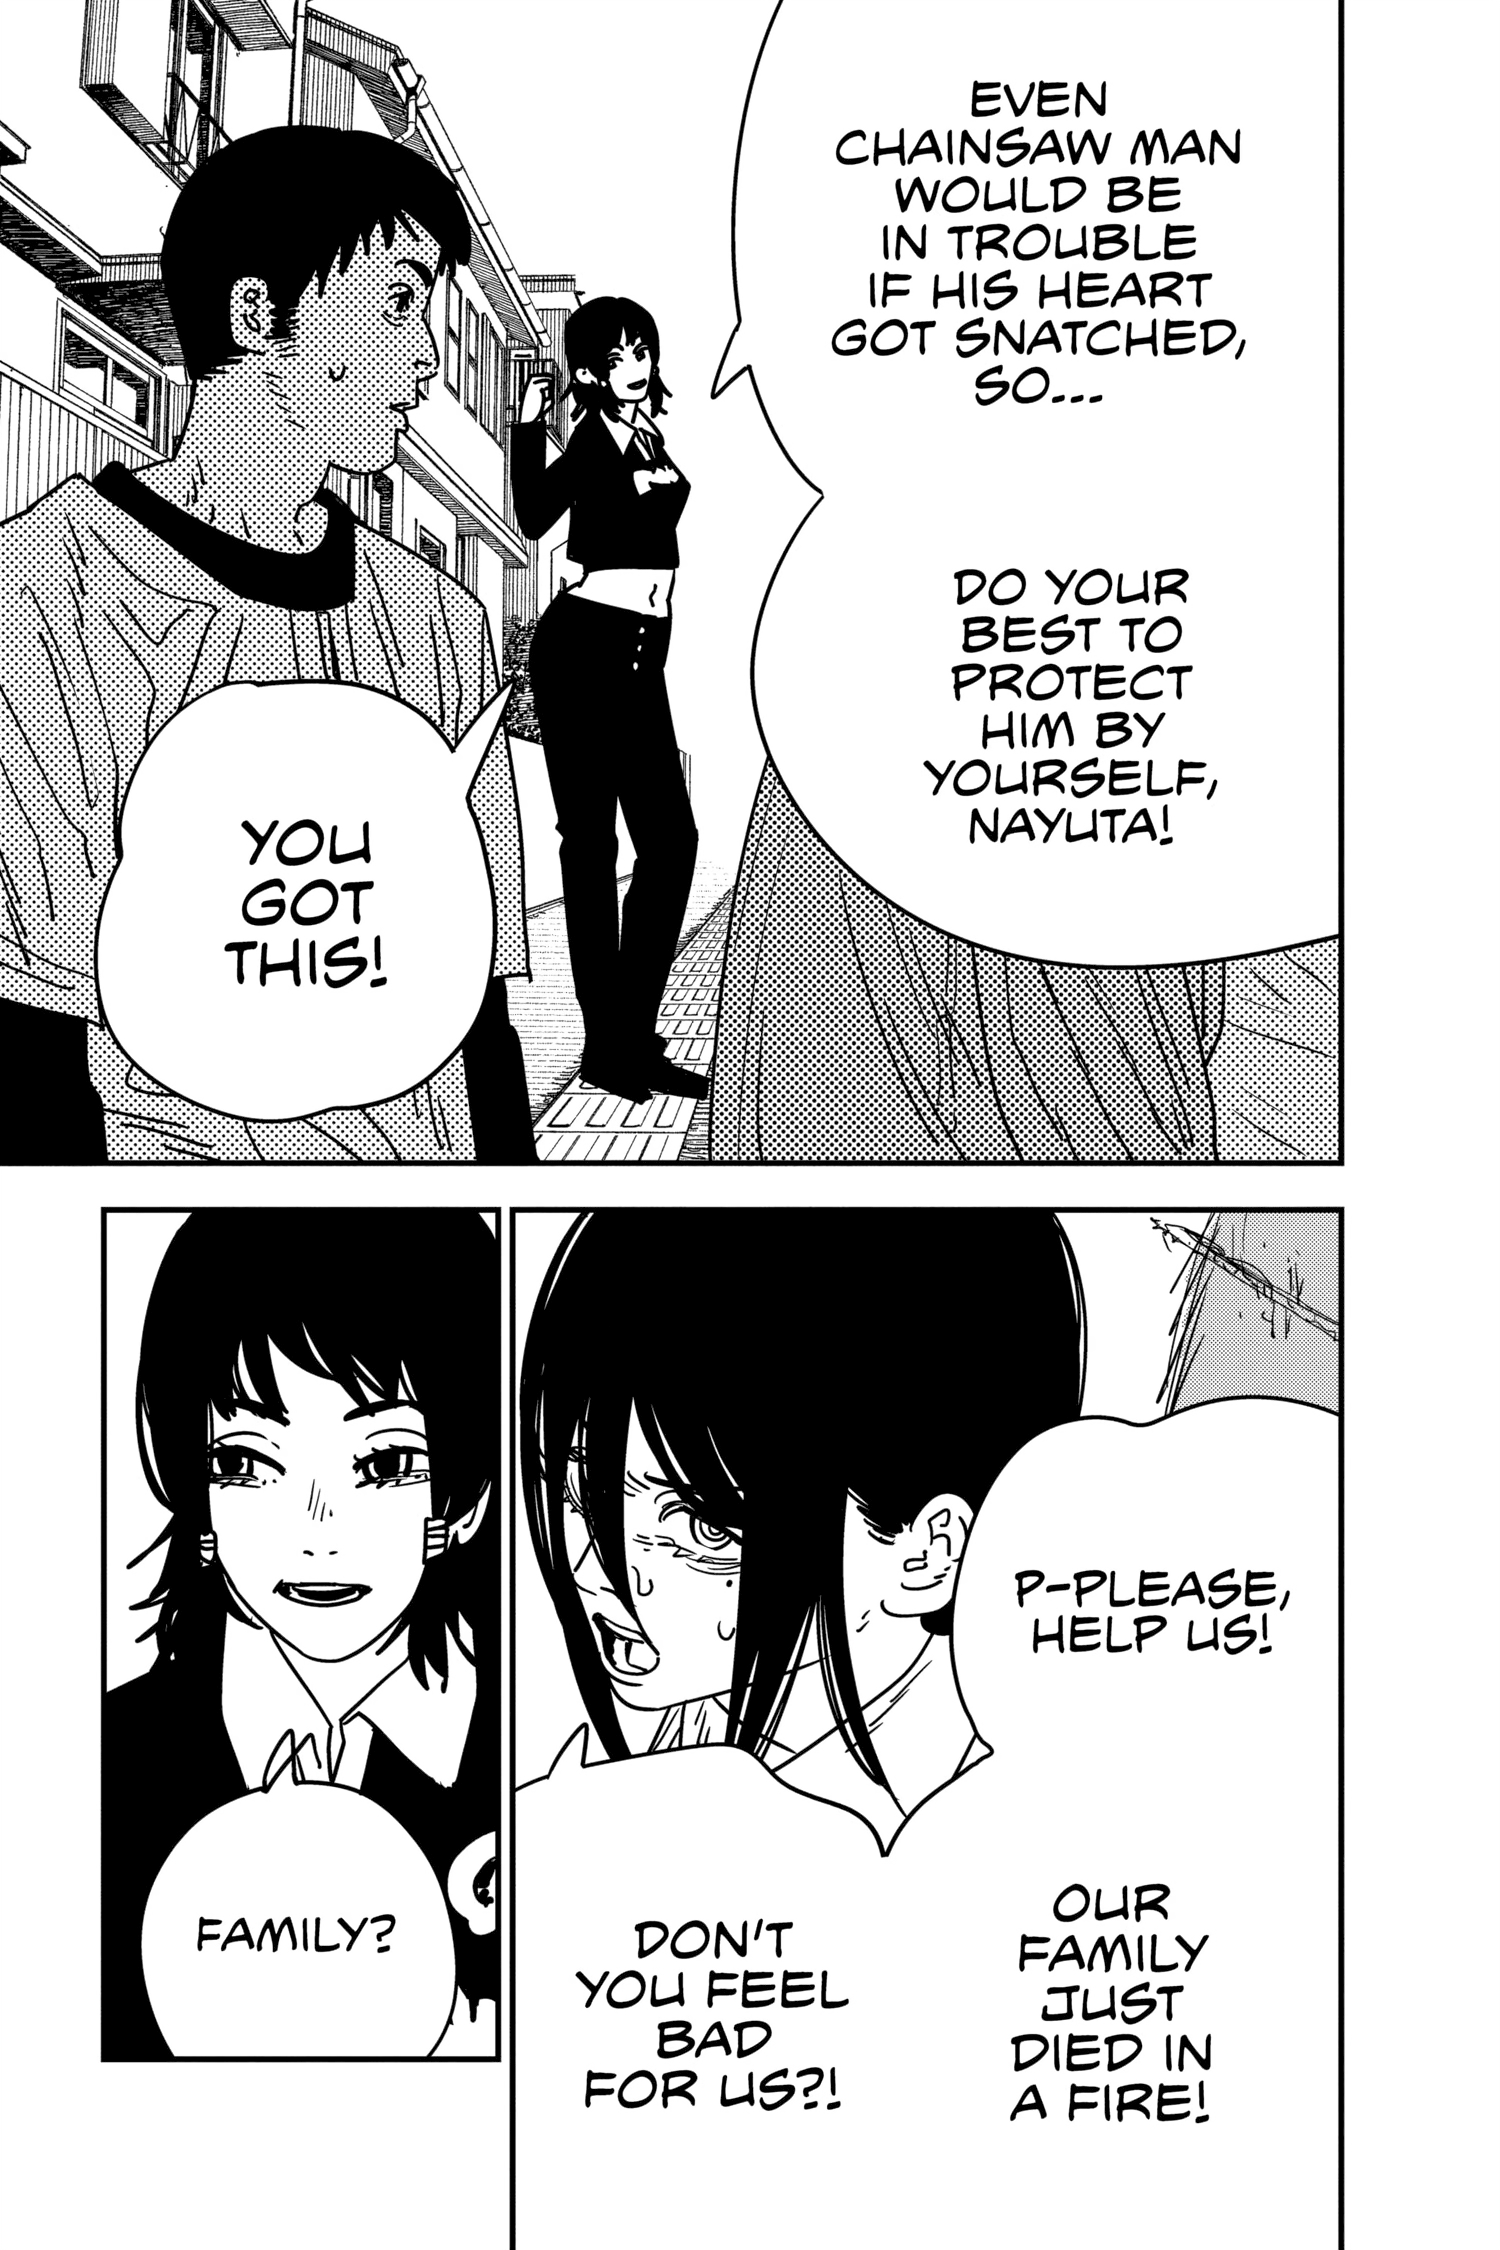 EVEN
CHAINSAW MAN
WOULD BE
IN TROUBLE
IF HIS HEART
GOT SNATCHED,
SO...
DO YOUR
BEST TO
PROTECT
HIM BY
YOURSELF,
NAYUTA!
YOU
GOT
THIS!
P-PLEASE,
HELP US!
OUR
FAMILY
JUST
DIED IN
A FIRE!
DON'T
YOU FEEL
BAD
FOR US?!
FAMILY?